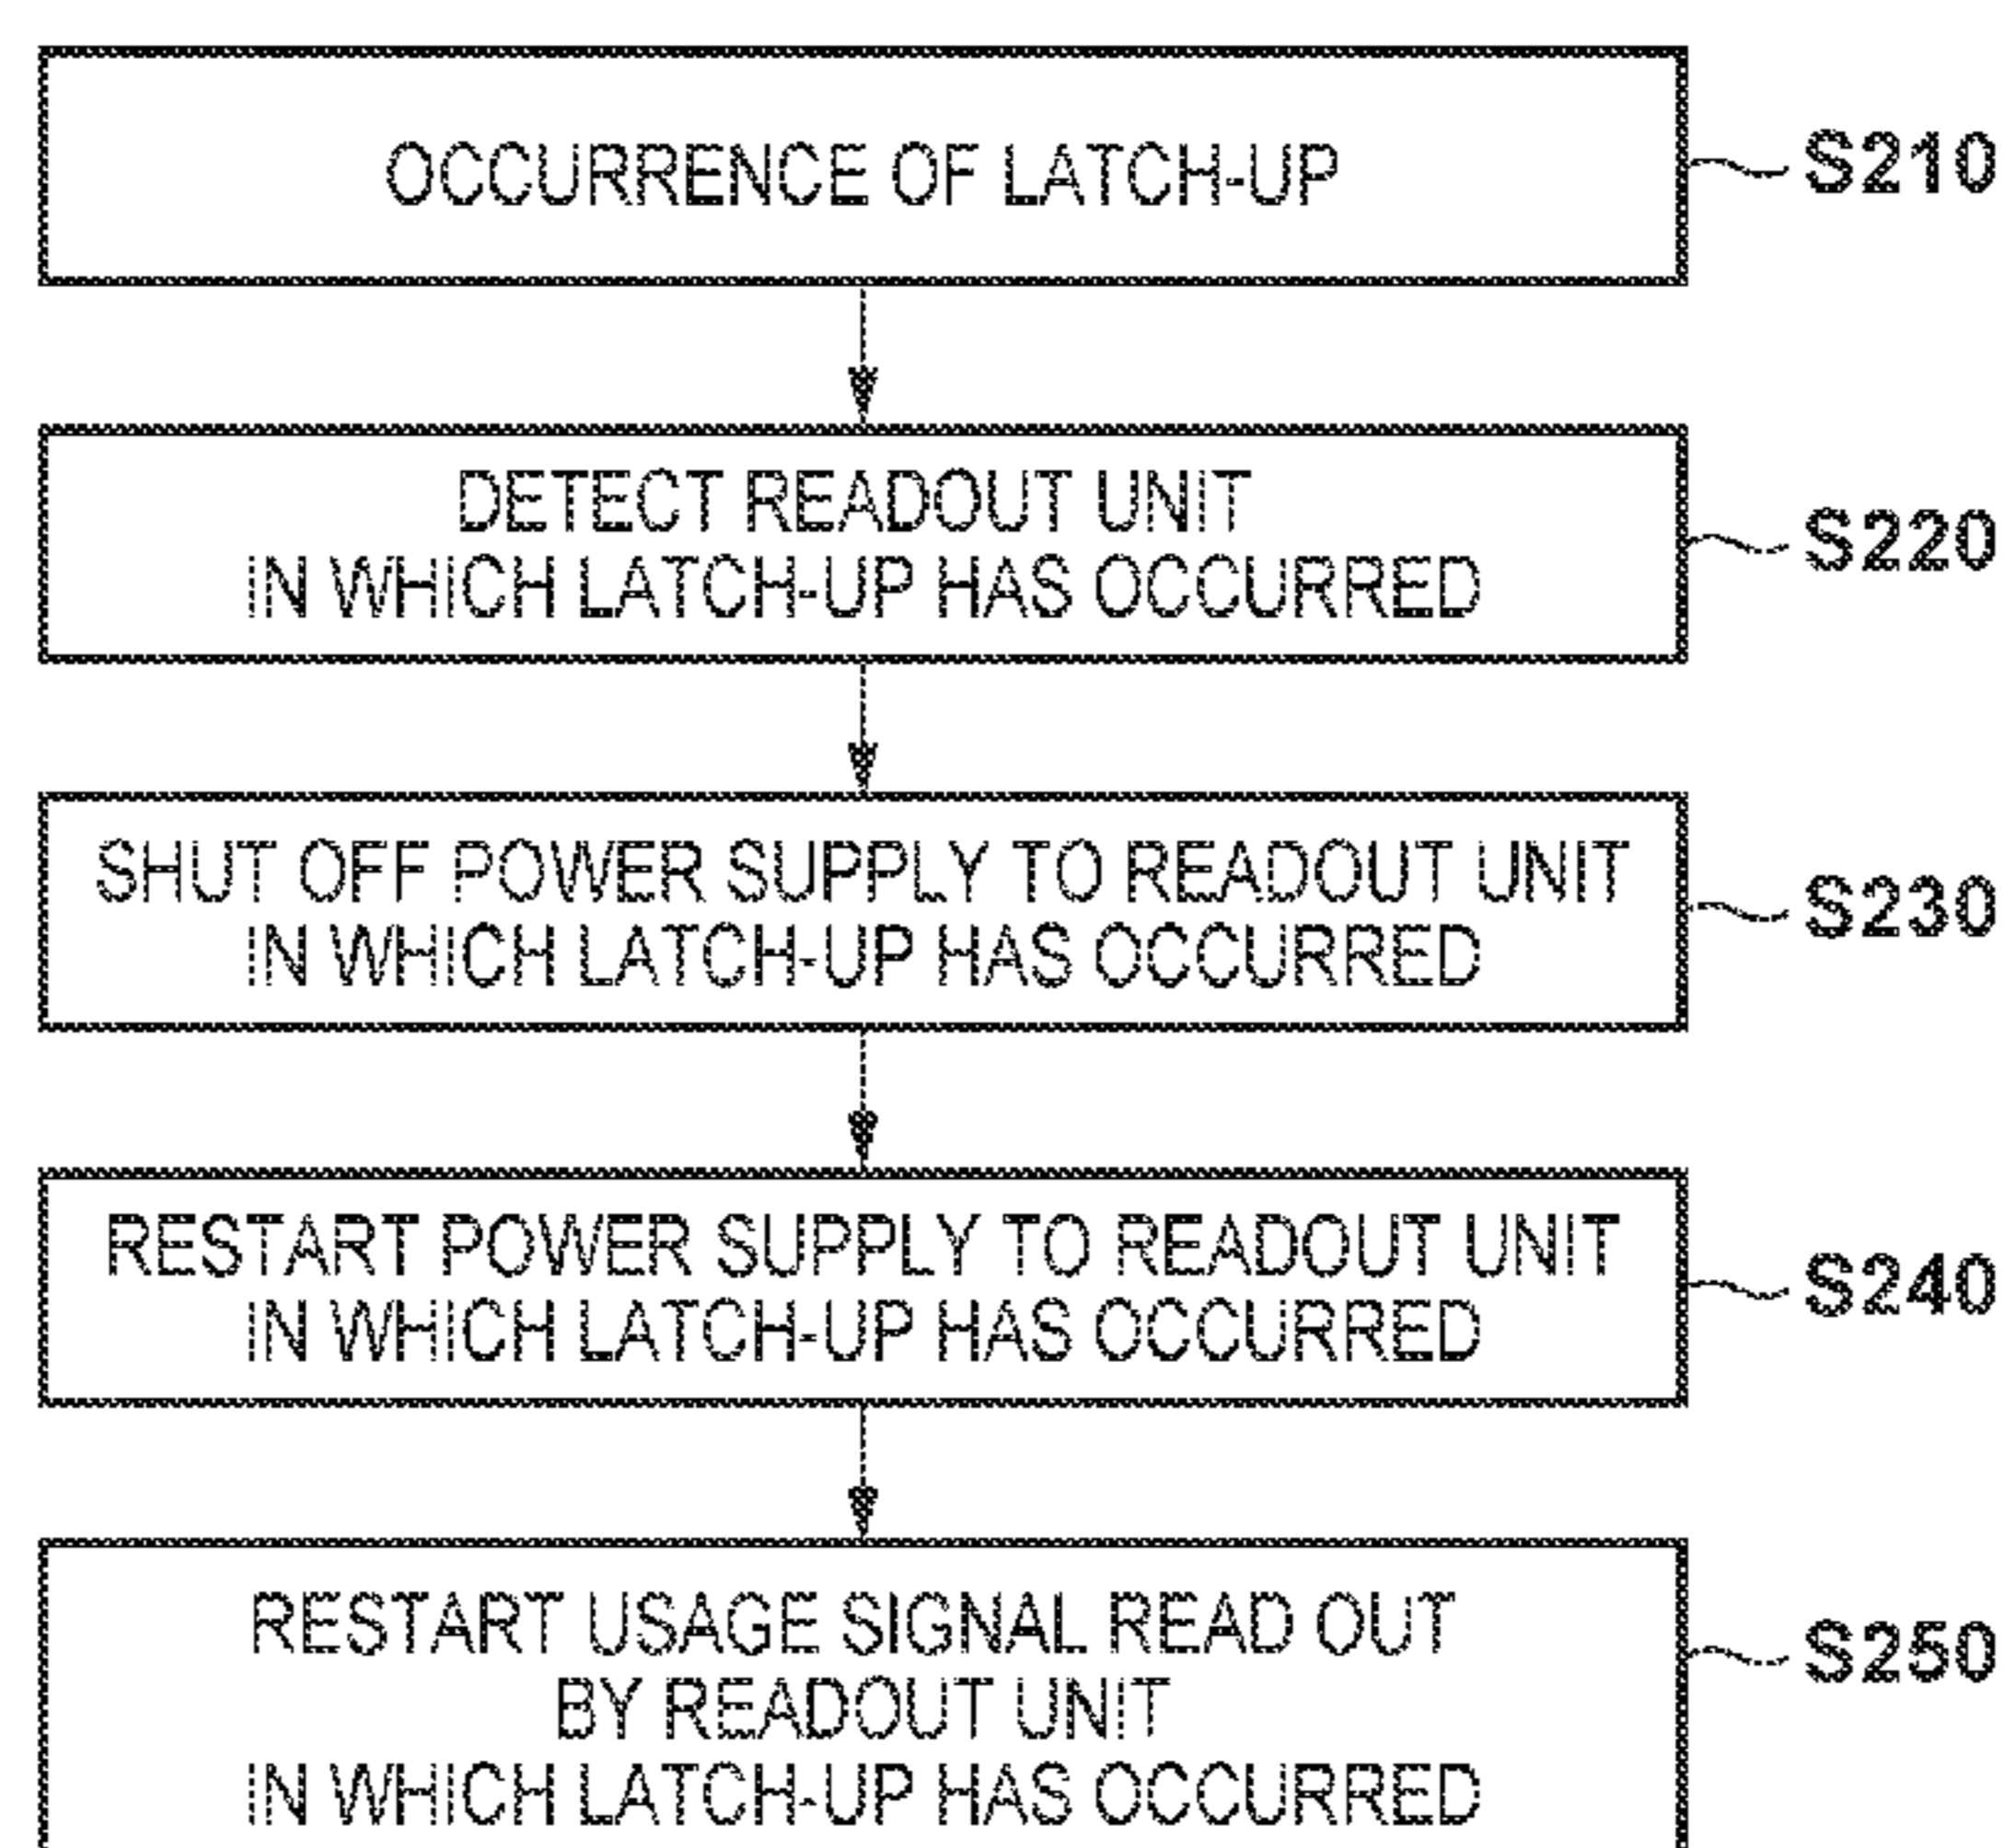 OCCURRENCE OF LATCH-UP
S210
DETECT READOUT UNIT
IN WHICH LATCH-UP HAS OCCURRED
S220
SHUT OFF POWER SUPPLY TO READOUT UNIT
IN WHICH LATCH-UP HAS OCCURRED
S230
RESTART POWER SUPPLY TO READOUT UNIT
IN WHICH LATCH-UP HAS OCCURRED
S240
RESTART USAGE SIGNAL READ OUT
BY READOUT UNIT
IN WHICH LATCH-UP HAS OCCURRED
S250